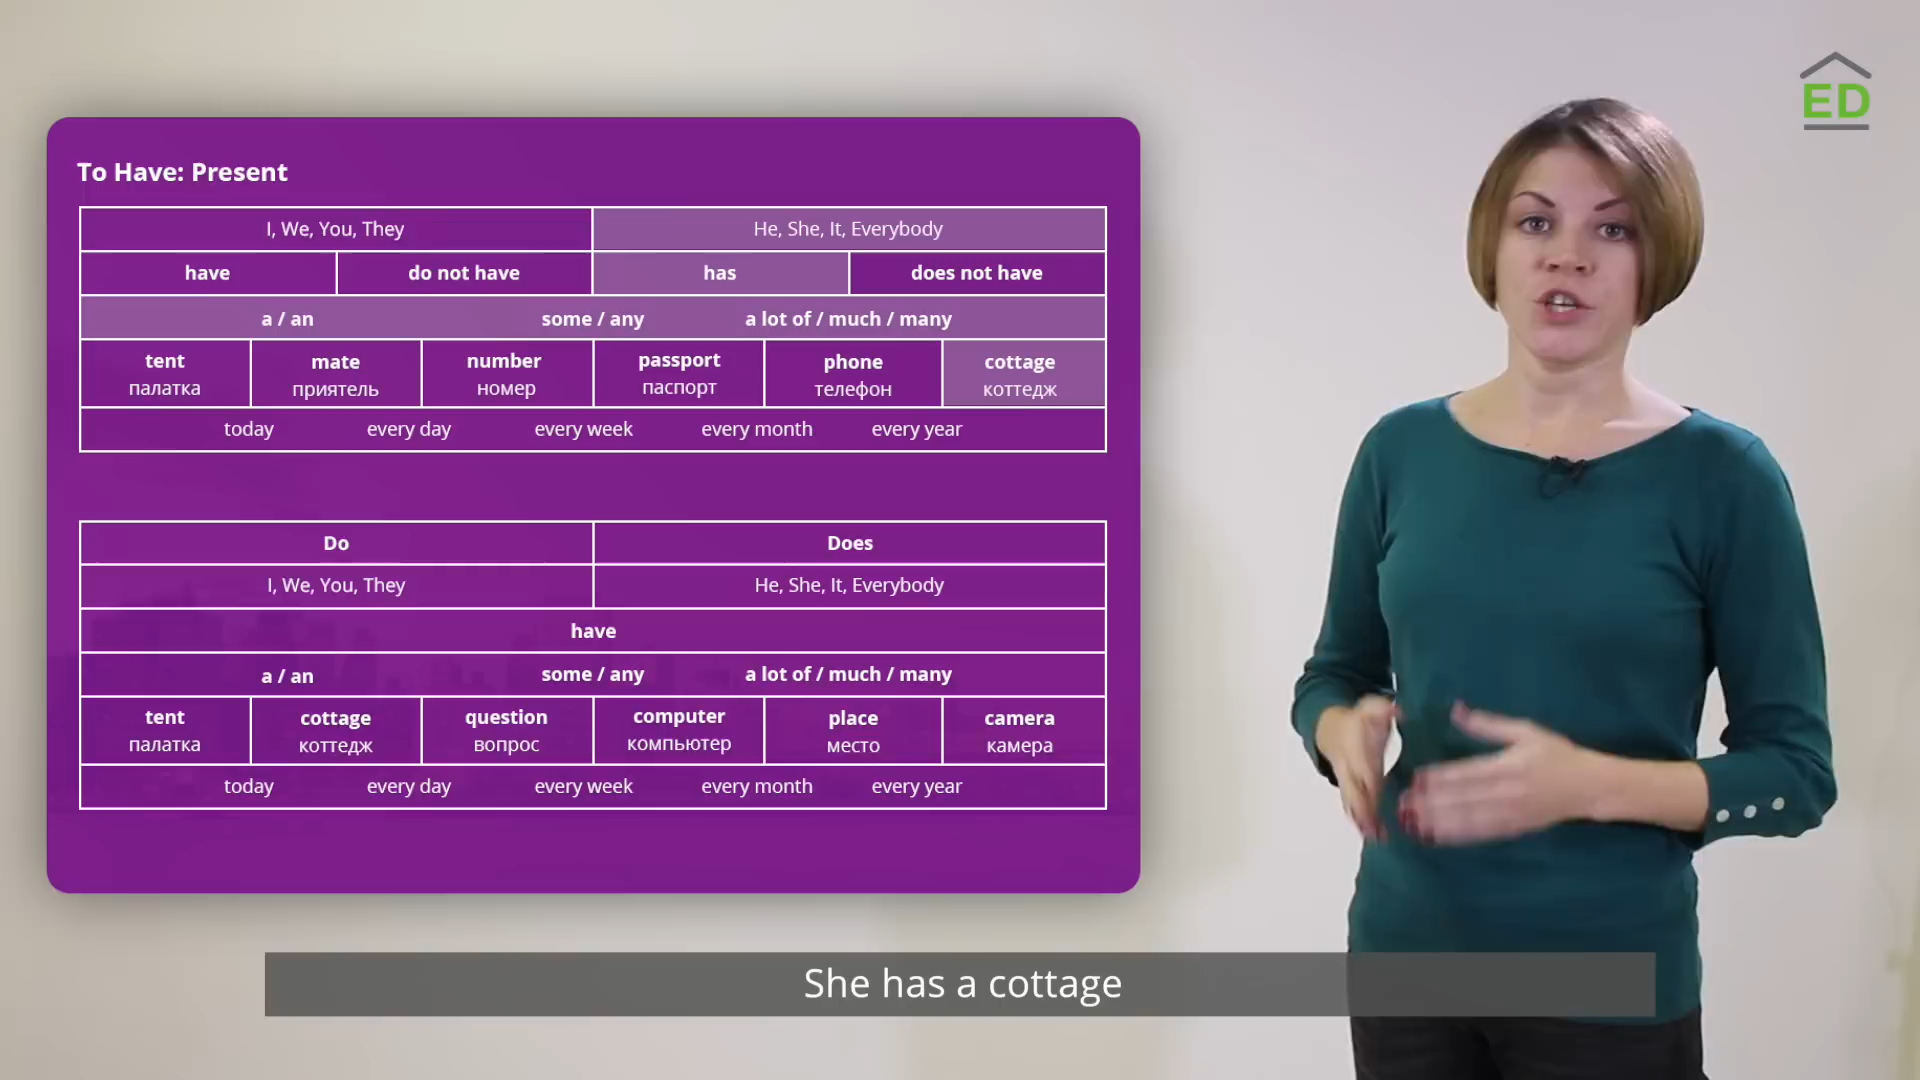 ED
To Have: Present
I, We, You, They He, She, It, Everybody
have do not have has does not have
a / an some / any a lot of / much / many
tent mate number passport phone cottage
палатка приятель номер паспорт телефон коттедж
today every day every week every month every year
Do Does
I, We, You, They He, She, It, Everybody
have
a / an some / any a lot of / much / many
tent cottage question computer place camera
палатка коттедж вопрос компьютер место камера
today every day every week every month every year
She has a cottage